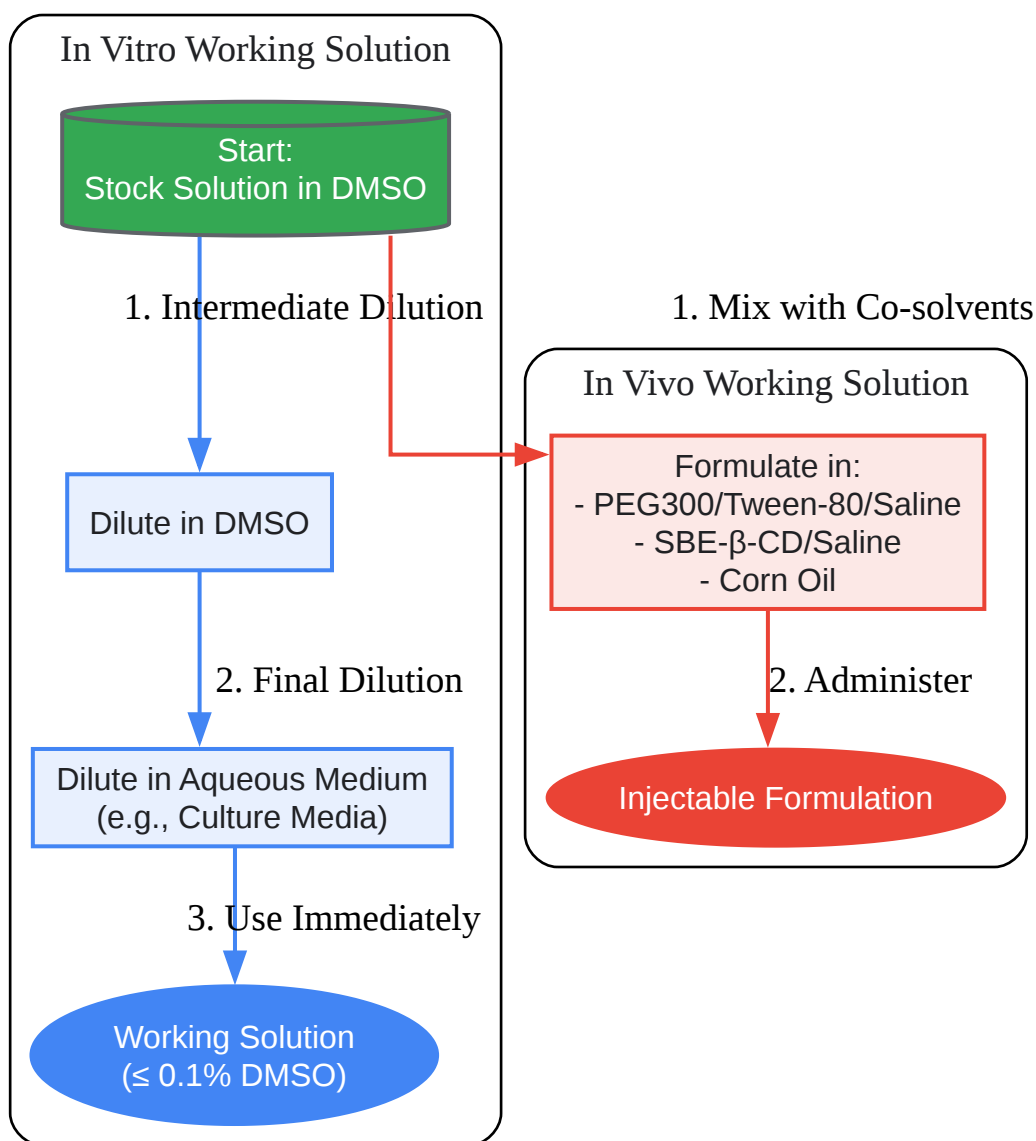 In Vitro Working Solution
Start:
Stock Solution in DMSO
1. Intermediate Dilution
Dilute in DMSO
2. Final Dilution
Dilute in Aqueous Medium
(e.g., Culture Media)
3. Use Immediately
Working Solution
(≤ 0.1% DMSO)
1. Mix with Co-solvents
In Vivo Working Solution
Formulate in:
- PEG300/Tween-80/Saline
- SBE-β-CD/Saline
- Corn Oil
2. Administer
Injectable Formulation